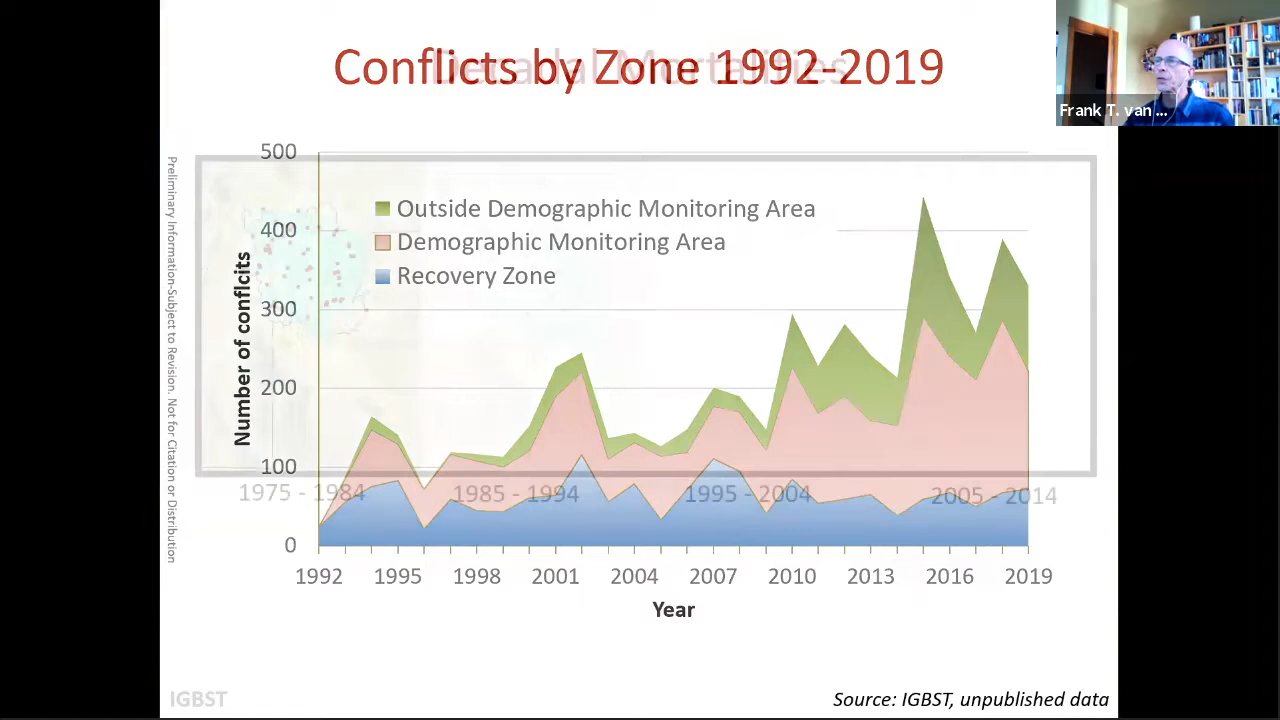 Conflicts by Zone 1992-2019
Decadal Mortalities
Frank T. van ...
Preliminary Information-Subject to Revision. Not for Citation or Distribution
Number of conflicits
500
400
300
200
100
0
Outside Demographic Monitoring Area
Demographic Monitoring Area
Recovery Zone
1975 - 1984 1985 - 1994 1995 - 2004 2005 - 2014
1992 1995 1998 2001 2004 2007 2010 2013 2016 2019
Year
IGBST
Source: IGBST, unpublished data